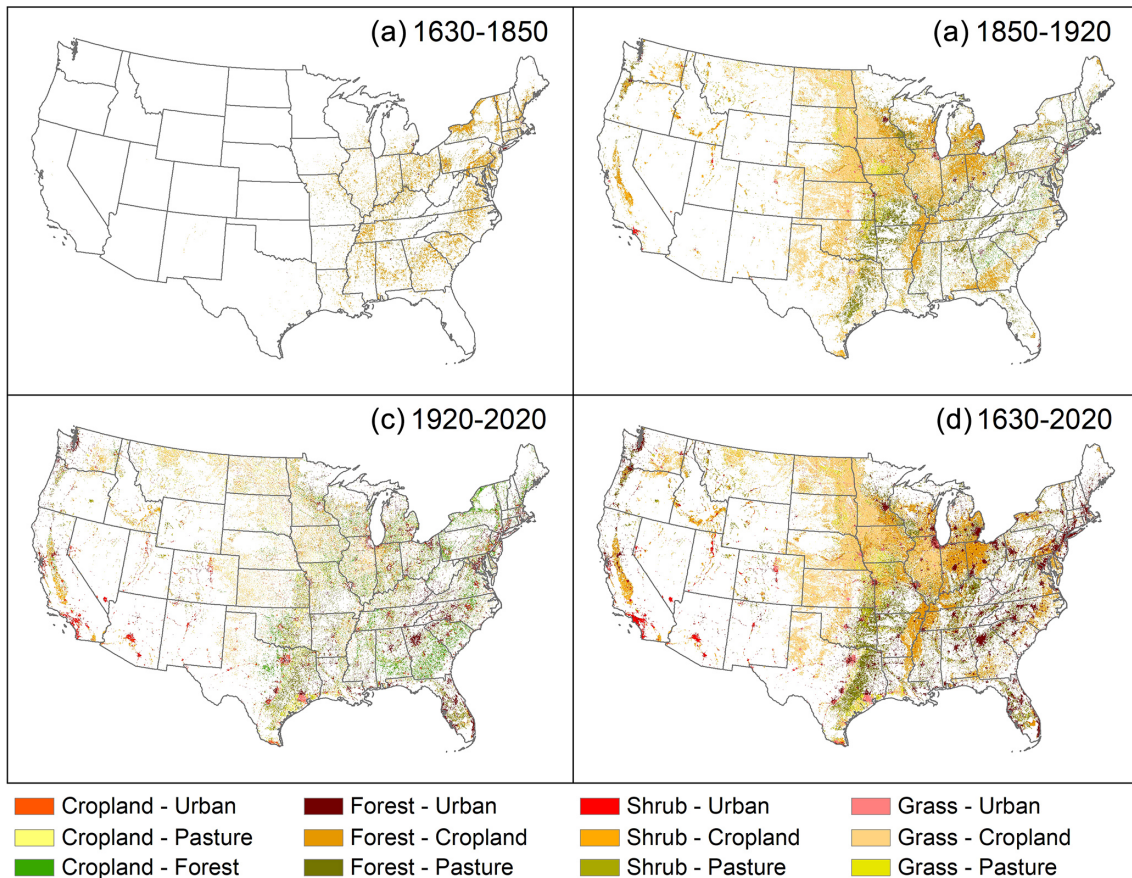 (a) 1630-1850
(a) 1850-1920
(c) 1920-2020
(d) 1630-2020
Cropland - Urban
Forest - Urban
Shrub - Urban
Grass - Urban
Cropland - Pasture
Forest - Cropland
Shrub - Cropland
Grass - Cropland
Cropland - Forest
Forest - Pasture
Shrub - Pasture
Grass - Pasture